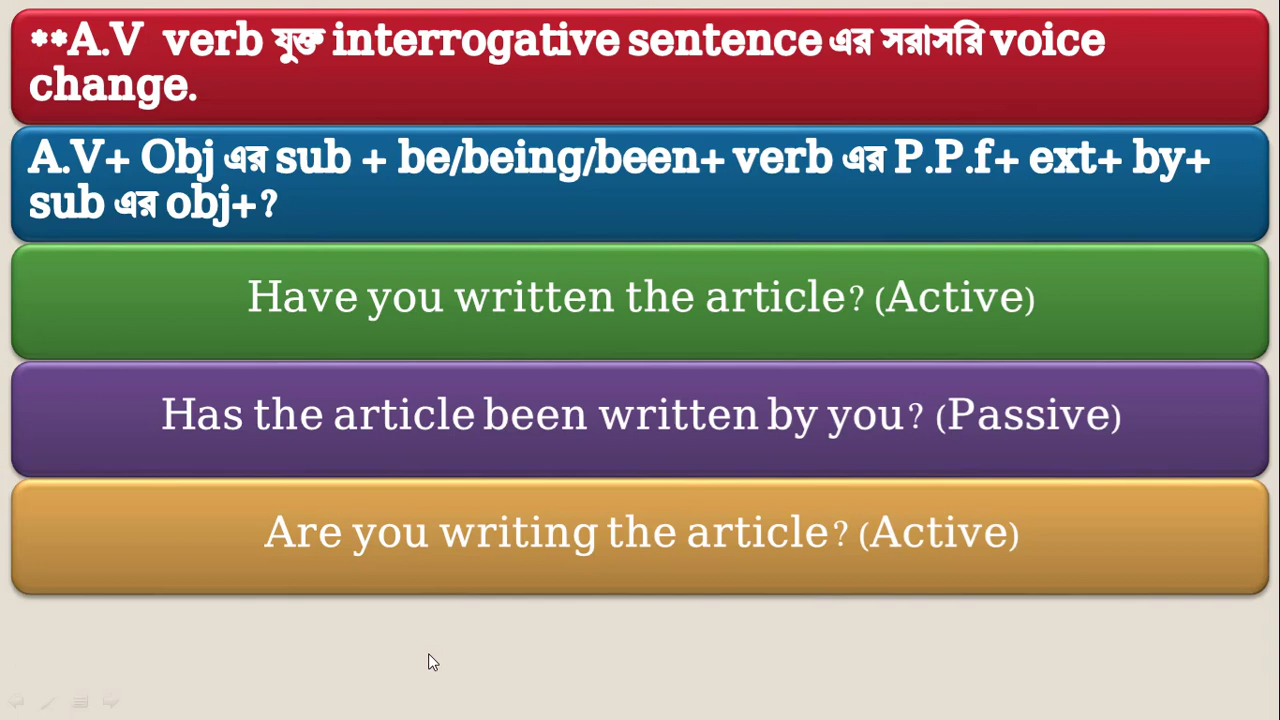 **A.V verb যুক্ত interrogative sentence এর সরাসরি voice
change.
A.V+ Obj এর sub + be/being/been+ verb এর P.P.f+ ext+ by+
sub এর obj+?
Have you written the article? (Active)
Has the article been written by you? (Passive)
Are you writing the article? (Active)